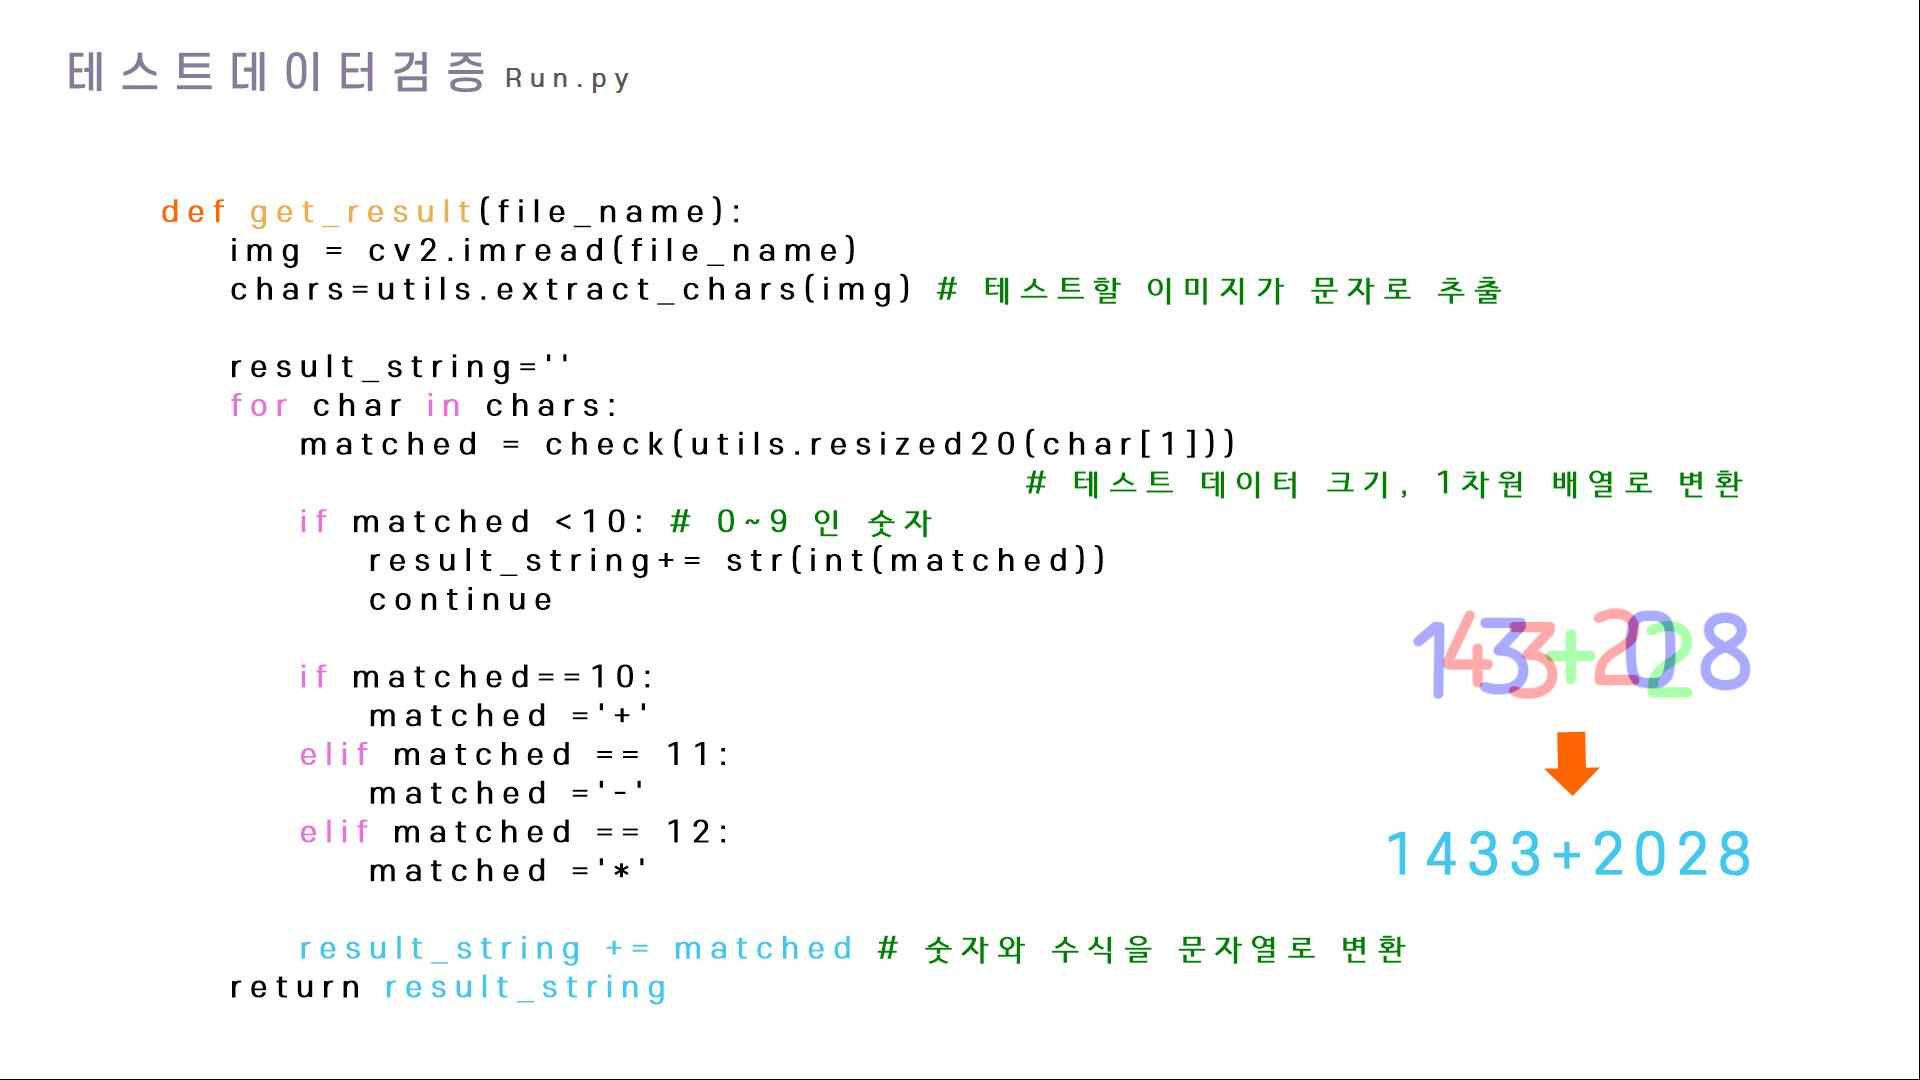 테스트데이터검증 Run.py
def get_result(file_name):
img = cv2.imread(file_name)
chars=utils.extract_chars(img) # 테스트할 이미지가 문자로 추출
result_string=''
for char in chars:
matched = check(utils.resized20(char[1]))
# 테스트 데이터 크기, 1차원 배열로 변환
if matched <10: # 0~9 인 숫자
result_string+= str(int(matched))
continue
if matched==10:
matched ='+'
elif matched == 11:
matched ='-'
elif matched == 12:
matched ='*'
result_string += matched # 숫자와 수식을 문자열로 변환
return result_string
1433+2028
1433+2028